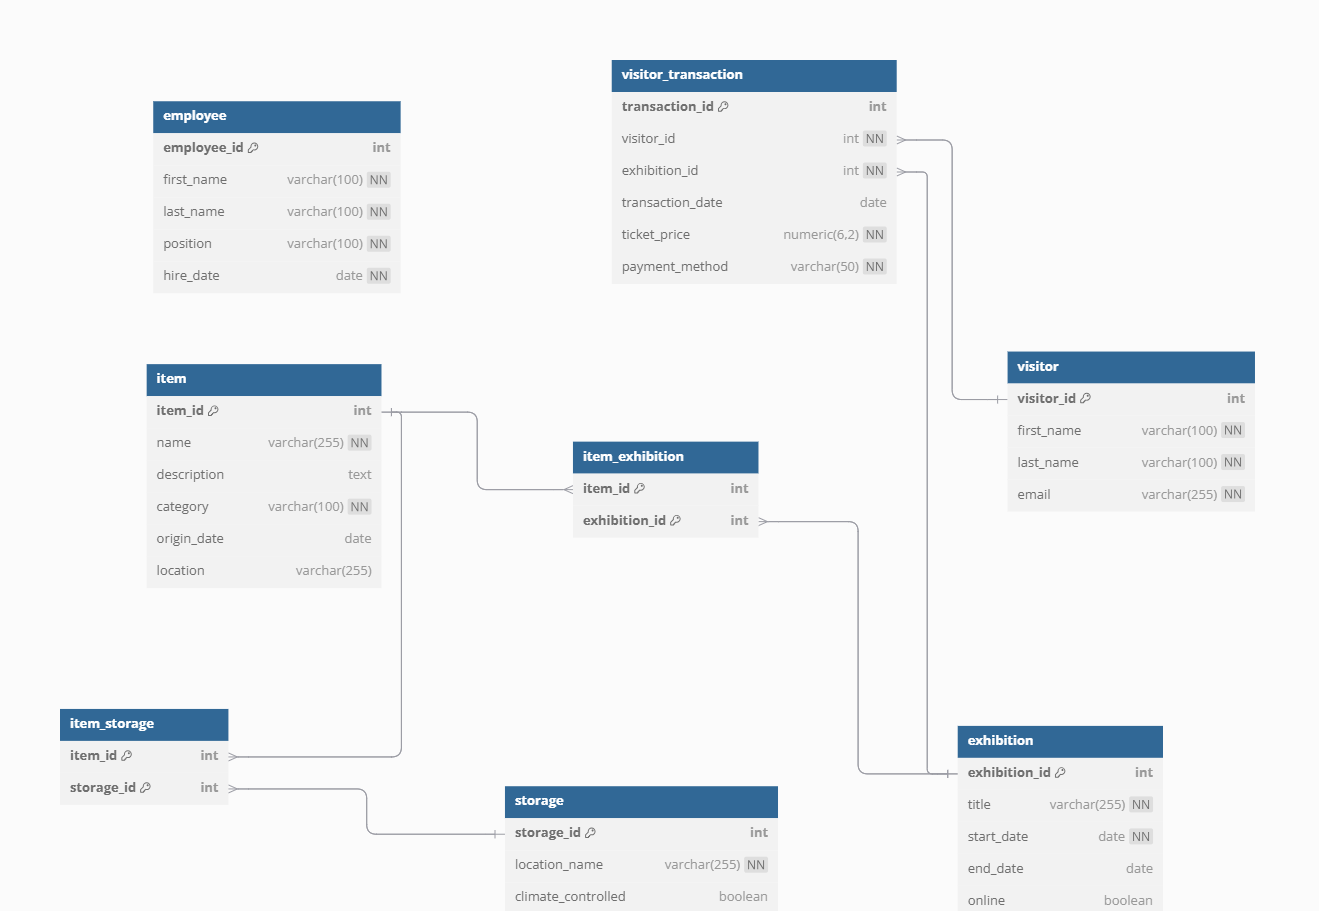 employee
employee_id int
first_name varchar(100) NN
last_name varchar(100) NN
position varchar(100) NN
hire_date date NN
visitor_transaction
transaction_id int
visitor_id int NN
exhibition_id int NN
transaction_date date
ticket_price numeric(6,2) NN
payment_method varchar(50) NN
item
item_id int
name varchar(255) NN
description text
category varchar(100) NN
origin_date date
location varchar(255)
item_exhibition
item_id int
exhibition_id int
visitor
visitor_id int
first_name varchar(100) NN
last_name varchar(100) NN
email varchar(255) NN
item_storage
item_id int
storage_id int
storage
storage_id int
location_name varchar(255) NN
climate_controlled boolean
exhibition
exhibition_id int
title varchar(255) NN
start_date date NN
end_date date
online boolean